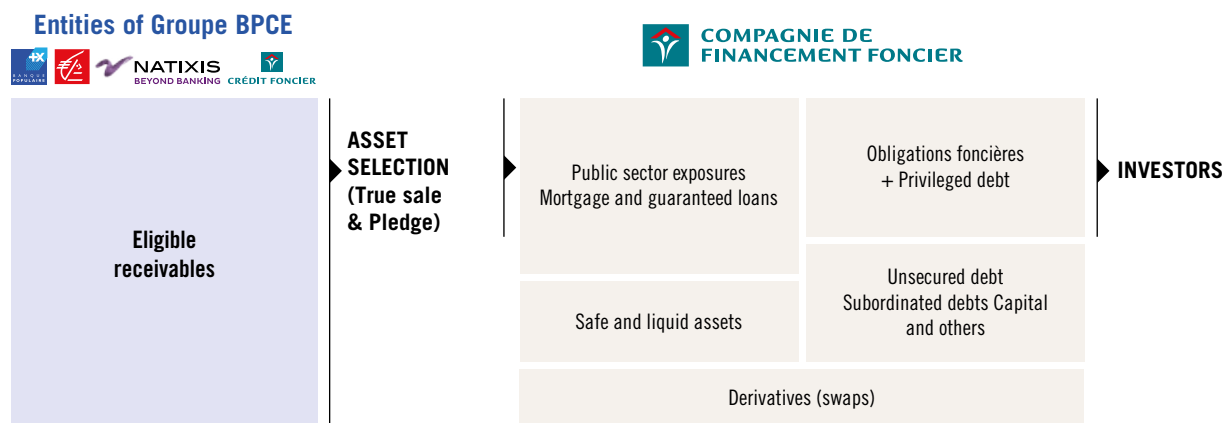 Entities of Groupe BPCE
BANQUE
POPULAIRE
NATIXIS
BEYOND BANKING
CRÉDIT FONCIER
COMPAGNIE DE
FINANCEMENT FONCIER
Eligible
receivables
ASSET
SELECTION
(True sale
& Pledge)
Public sector exposures
Mortgage and guaranteed loans
Safe and liquid assets
Obligations foncières
+ Privileged debt
Unsecured debt
Subordinated debts Capital
and others
Derivatives (swaps)
INVESTORS